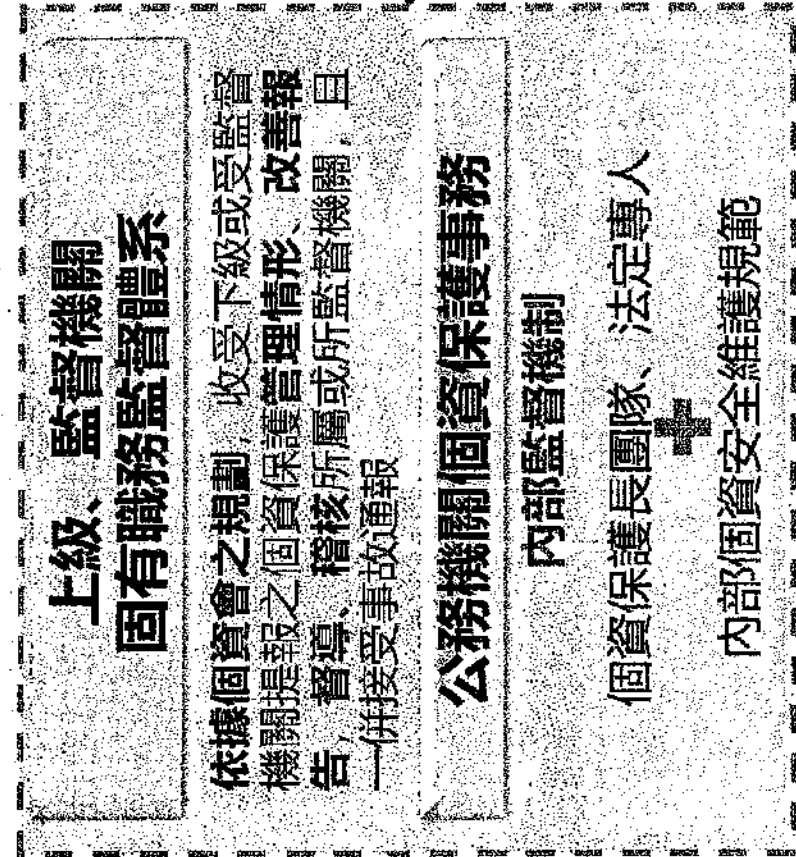 上級、監督機關
固有職務監督體系
依據個資會之規劃，收受下級或受監督
機關提報之個資保護管理情形、改善報
告，督導、稽核所屬或所監督機關，且
一併接受事故通報
公務機關個資保護事務
內部監督機制
個資保護長團隊、法定專人
+
內部個資安全維護規範